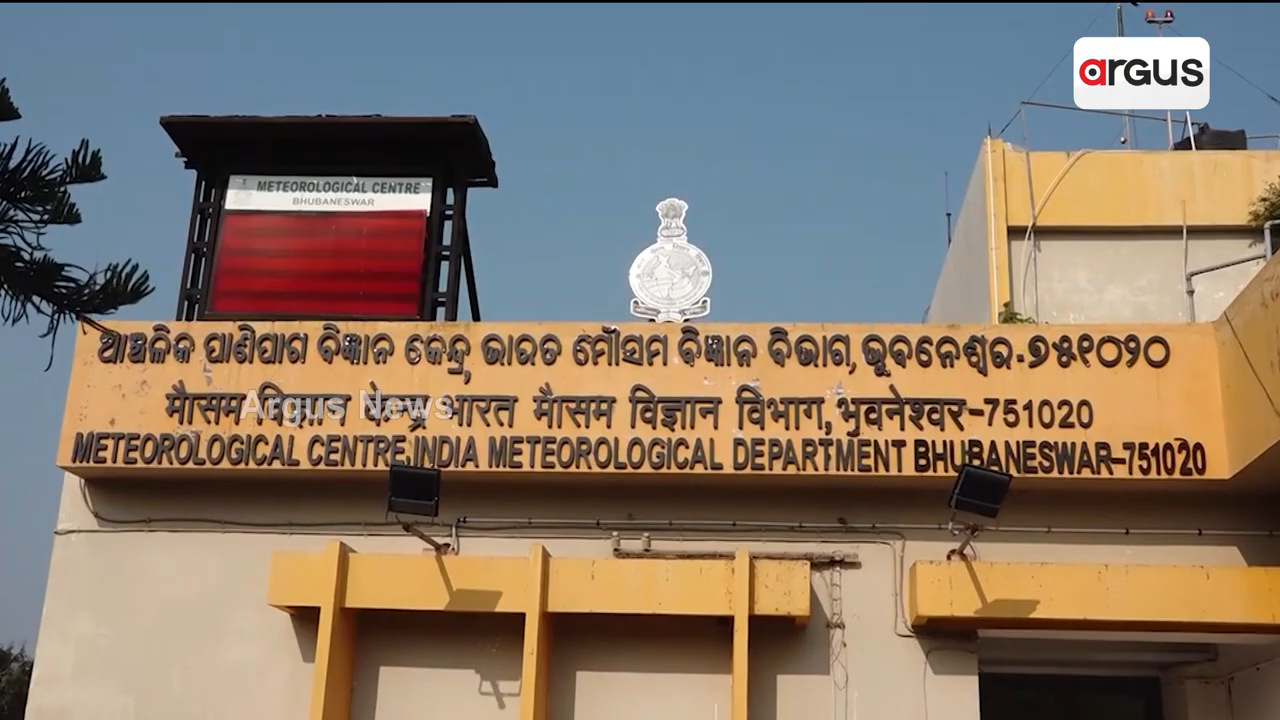 argus
METEOROLOGICAL CENTRE
BHUBANESWAR
ଆଞ୍ଚଳିକ ପାଣିପାଗ ବିଜ୍ଞାନ କେନ୍ଦ୍ର, ଭାରତ ମୌସମ ବିଜ୍ଞାନ ବିଭାଗ, ଭୁବନେଶ୍ୱର-୭୫୧୦୨୦
मौसम विज्ञान केन्द्र भारत मौसम विज्ञान विभाग, भुवनेश्वर-751020
Argus News
METEOROLOGICAL CENTRE, INDIA METEOROLOGICAL DEPARTMENT BHUBANESWAR-751020